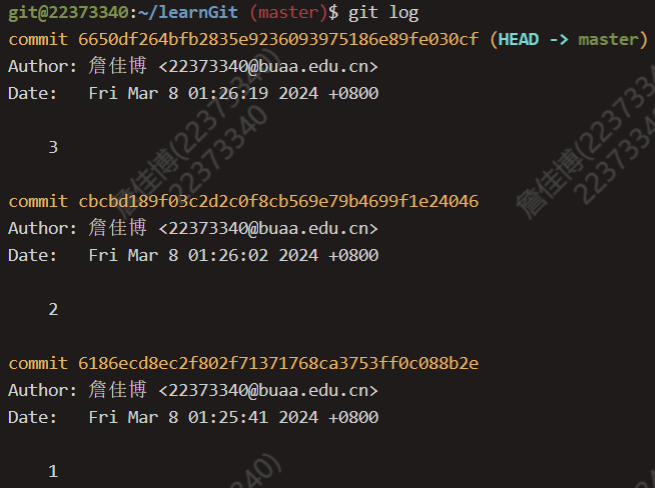 git@22373340:~/learnGit (master)$ git log
commit 6650df264bfb2835e9236093975186e89fe030cf (HEAD -> master)
Author: 詹佳博 <22373340@buaa.edu.cn>
Date:   Fri Mar 8 01:26:19 2024 +0800
3
commit cbcbd189f03c2d2c0f8cb569e79b4699f1e24046
Author: 詹佳博 <22373340@buaa.edu.cn>
Date:   Fri Mar 8 01:26:02 2024 +0800
2
commit 6186ecd8ec2f802f71371768ca3753ff0c088b2e
Author: 詹佳博 <22373340@buaa.edu.cn>
Date:   Fri Mar 8 01:25:41 2024 +0800
1
詹佳博(22373340)
22373340
詹佳博(22373340
22373340
340)